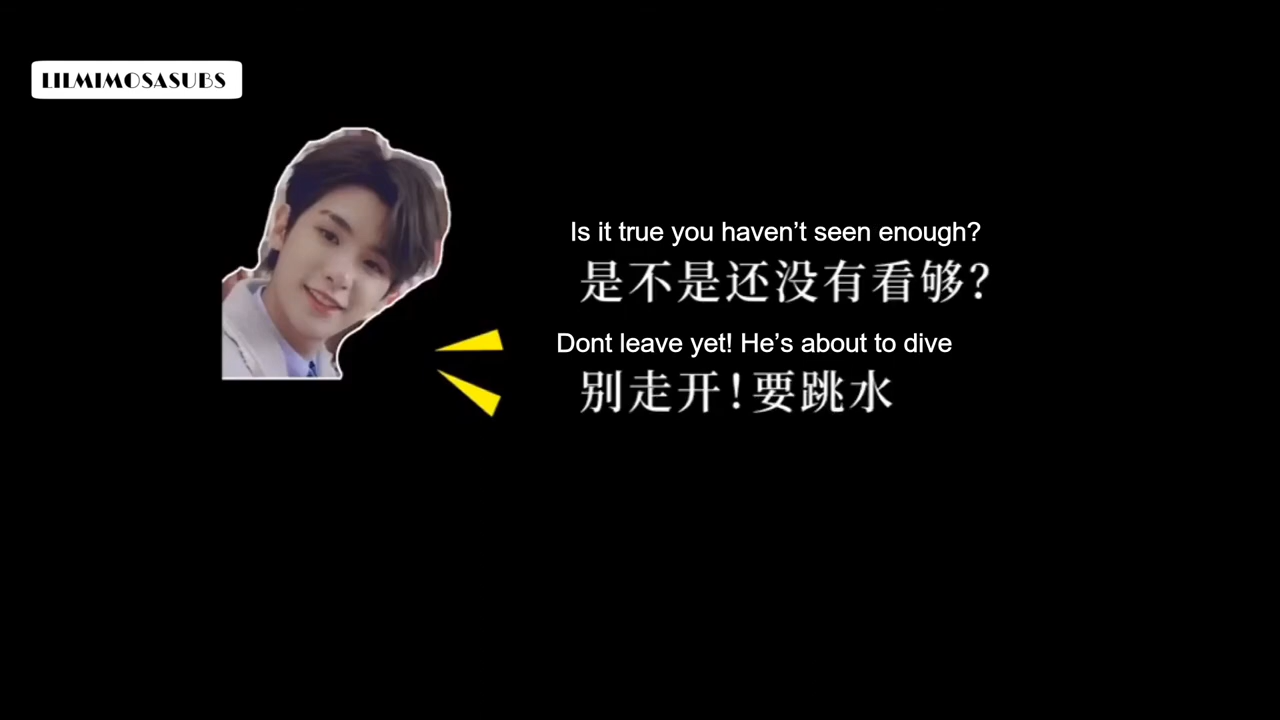 LILMIMOSASUBS
Is it true you haven’t seen enough?
是不是还没有看够？
Dont leave yet! He’s about to dive
别走开！要跳水